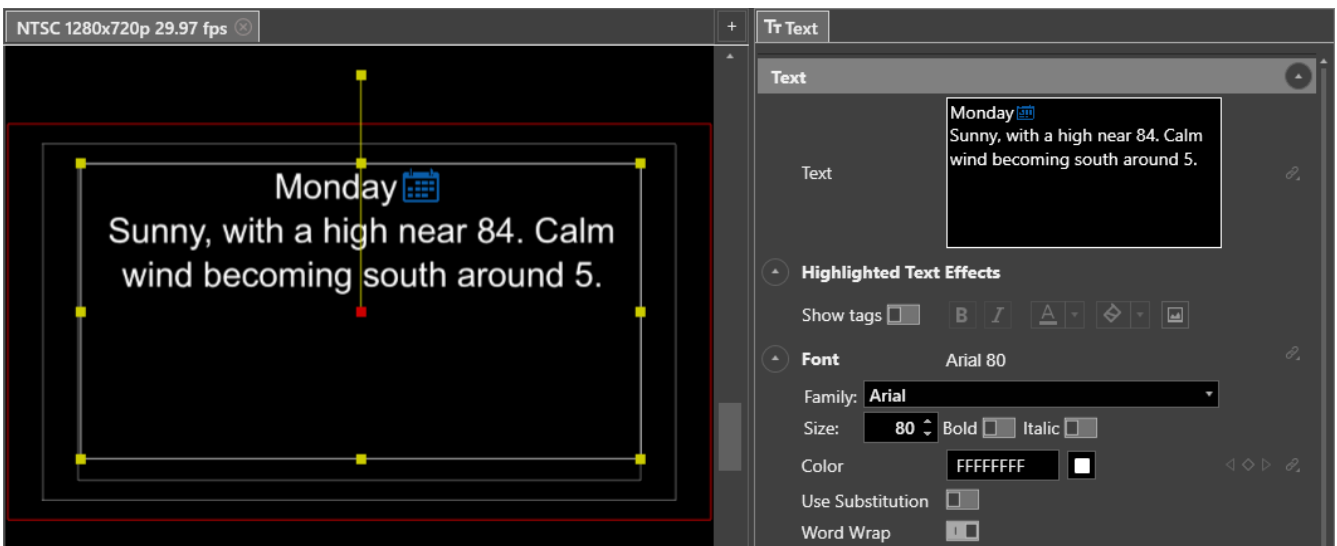 NTSC 1280x720p 29.97 fps
Monday
Sunny, with a high near 84. Calm
wind becoming south around 5.
Tt Text
Text
Text
Monday
Sunny, with a high near 84. Calm
wind becoming south around 5.
Highlighted Text Effects
Show tags B I A
Font Arial 80
Family: Arial
Size: 80 Bold Italic
Color FFFFFFFF
Use Substitution
Word Wrap